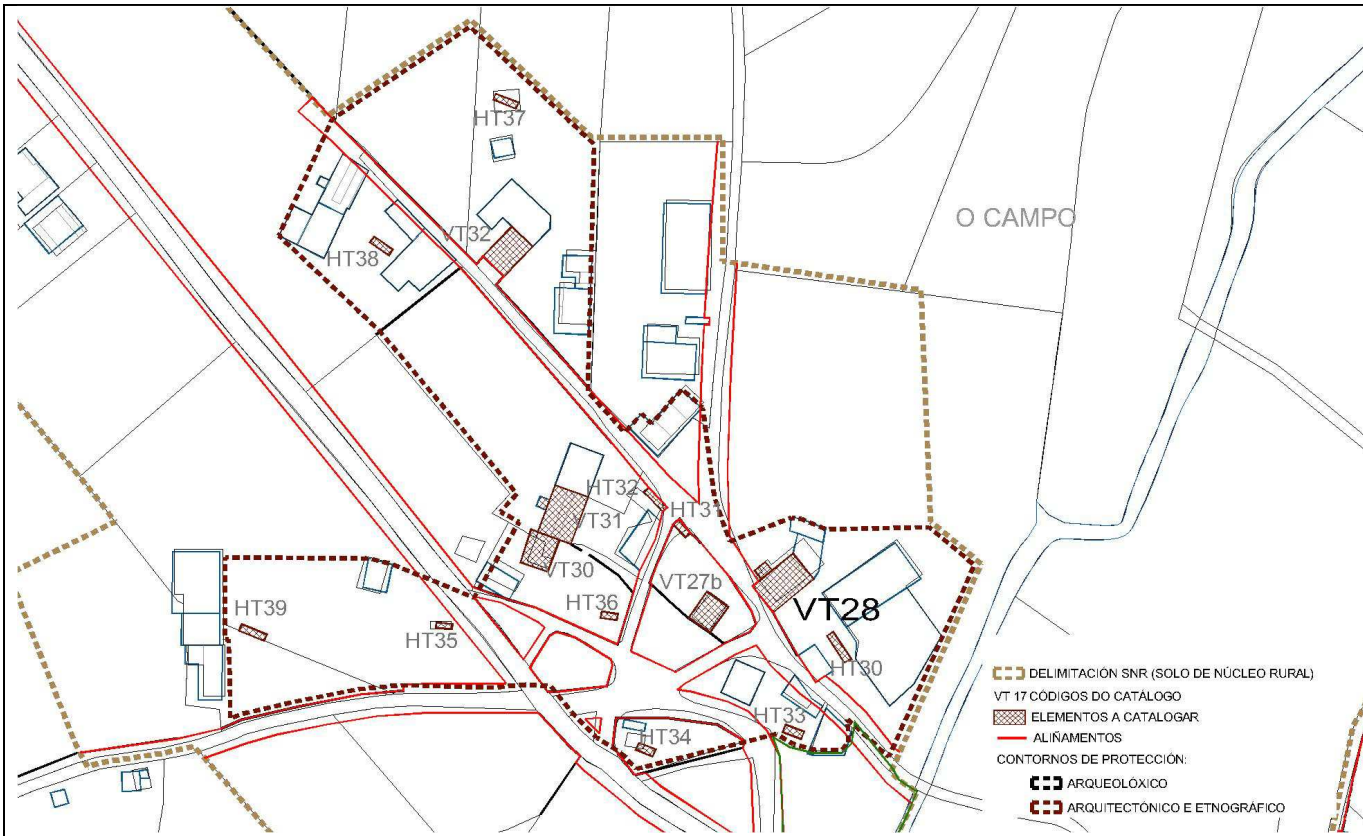 HT37
O CAMPO
VT32
HT38
HT32
HT31
VT31
VT30
VT27b
HT36
VT28
HT39
HT35
HT30
HT33
HT34
DELIMITACIÓN SNR (SOLO DE NÚCLEO RURAL)
VT 17 CÓDIGOS DO CATÁLOGO
ELEMENTOS A CATALOGAR
ALIÑAMENTOS
CONTORNOS DE PROTECCIÓN:
ARQUEOLÓXICO
ARQUITECTÓNICO E ETNOGRÁFICO